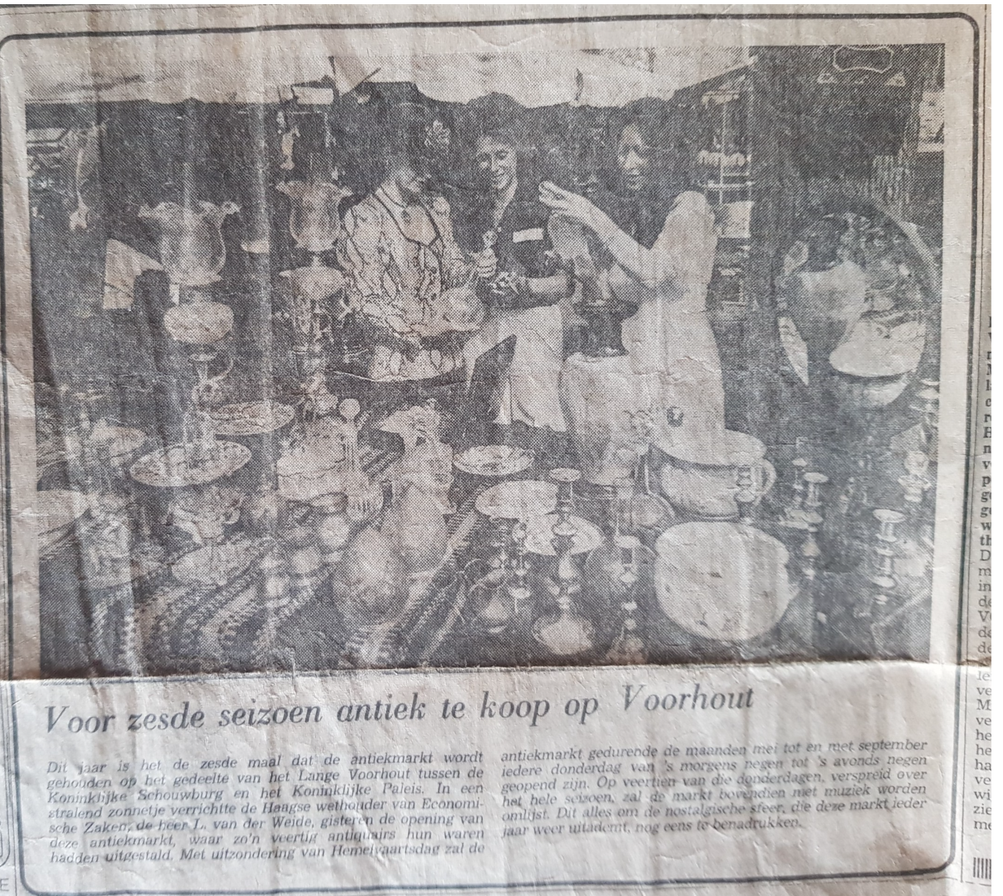 Voor zesde seizoen antiek te koop op Voorhout
Dit jaar is het de zesde maal dat de antiekmarkt wordt
gehouden op het gedeelte van het Lange Voorhout tussen de
Koninklijke Schouwburg en het Koninklijke Paleis. In een
stralend zonnetje verrichtte de Haagse wethouder van Economi-
sche Zaken, de heer L. van der Weide, gisteren de opening van
deze antiekmarkt, waar zo'n veertig antiquairs hun waren
hadden uitgestald. Met uitzondering van Hemelvaartsdag zal de
antiekmarkt gedurende de maanden mei tot en met september
iedere donderdag van 's morgens negen tot 's avonds negen
geopend zijn. Op veertien van die donderdagen, verspreid over
het hele seizoen, zal de markt bovendien met muziek worden
omlijst. Dit alles om de nostalgische sfeer, die deze markt ieder
jaar weer uitademt, nog eens te benadrukken.